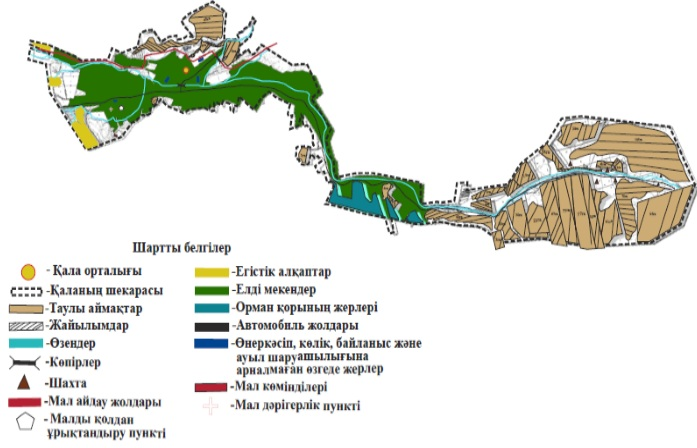 Шартты белгілер
- Қала орталығы
-Қаланың шекарасы
-Таулы аймақтар
-Жайылымдар
-Өзендер
-Көпірлер
-Шахта
-Мал айдау жолдары
- Малды қолдан
ұрықтандыру пункті
-Егістік алқаптар
-Елді мекендер
-Орман қорының жерлері
-Автомобиль жолдары
-Өнеркәсіп, көлік, байланыс және
ауыл шаруашылығына
арналмаған өзгеде жерлер
-Мал көмінділері
- Мал дәрігерлік пункті